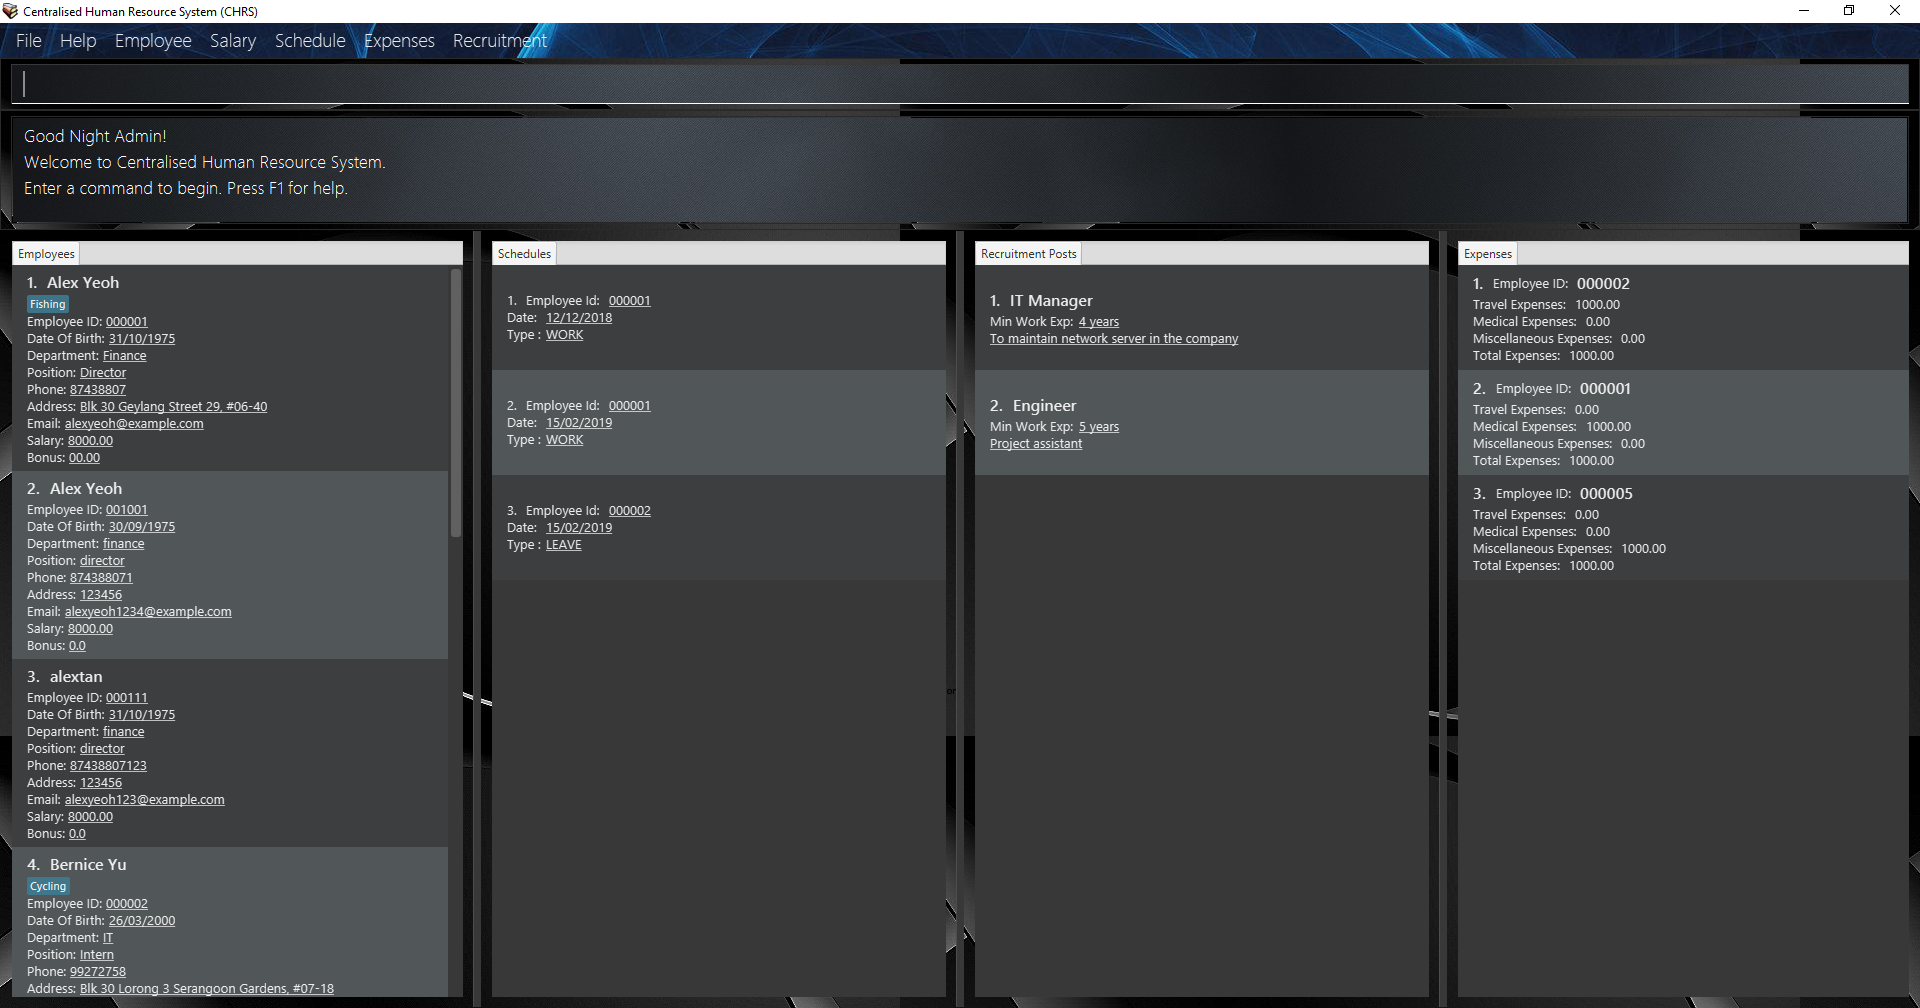 Centralised Human Resource System (CHRS)
File Help Employee Salary Schedule Expenses Recruitment
Good Night Admin!
Welcome to Centralised Human Resource System.
Enter a command to begin. Press F1 for help.
Employees
1. Alex Yeoh
Fishing
Employee ID: 000001
Date Of Birth: 31/10/1975
Department: Finance
Position: Director
Phone: 87438807
Address: Blk 30 Geylang Street 29, #06-40
Email: alexyeoh@example.com
Salary: 8000.00
Bonus: 00.00
2. Alex Yeoh
Employee ID: 001001
Date Of Birth: 30/09/1975
Department: finance
Position: director
Phone: 874388071
Address: 123456
Email: alexyeoh1234@example.com
Salary: 8000.00
Bonus: 0.0
3. alextan
Employee ID: 000111
Date Of Birth: 31/10/1975
Department: finance
Position: director
Phone: 87438807123
Address: 123456
Email: alexyeoh123@example.com
Salary: 8000.00
Bonus: 0.0
4. Bernice Yu
Cycling
Employee ID: 000002
Date Of Birth: 26/03/2000
Department: IT
Position: Intern
Phone: 99272758
Address: Blk 30 Lorong 3 Serangoon Gardens, #07-18
Schedules
1. Employee Id: 000001
Date: 12/12/2018
Type : WORK
2. Employee Id: 000001
Date: 15/02/2019
Type : WORK
3. Employee Id: 000002
Date: 15/02/2019
Type : LEAVE
Recruitment Posts
1. IT Manager
Min Work Exp: 4 years
To maintain network server in the company
2. Engineer
Min Work Exp: 5 years
Project assistant
Expenses
1. Employee ID: 000002
Travel Expenses: 1000.00
Medical Expenses: 0.00
Miscellaneous Expenses: 0.00
Total Expenses: 1000.00
2. Employee ID: 000001
Travel Expenses: 0.00
Medical Expenses: 1000.00
Miscellaneous Expenses: 0.00
Total Expenses: 1000.00
3. Employee ID: 000005
Travel Expenses: 0.00
Medical Expenses: 0.00
Miscellaneous Expenses: 1000.00
Total Expenses: 1000.00